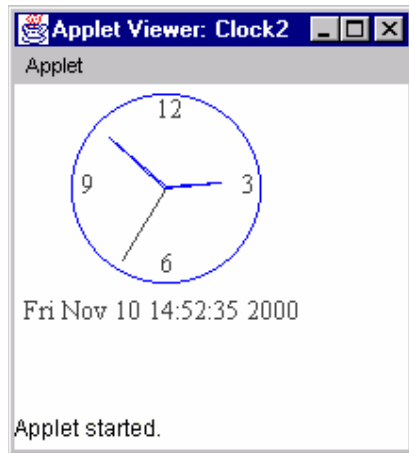 Applet Viewer: Clock2
Applet
12
9
3
6
Fri Nov 10 14:52:35 2000
Applet started.